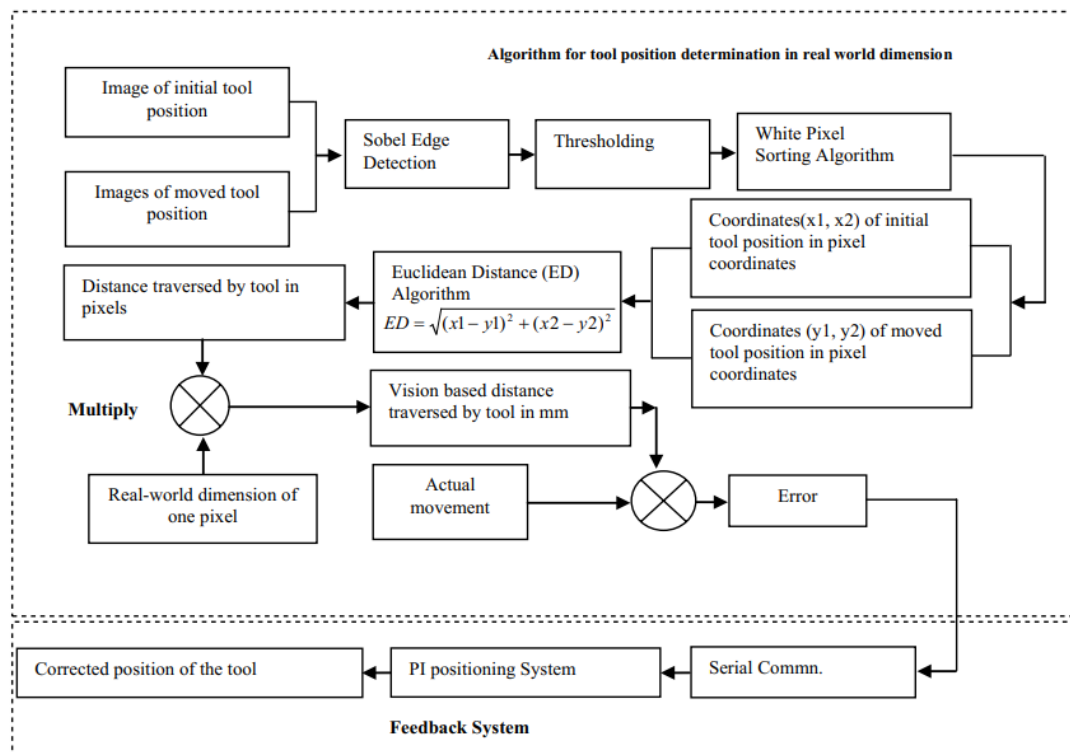 Algorithm for tool position determination in real world dimension
Image of initial tool
position
Images of moved tool
position
Sobel Edge
Detection
Thresholding
White Pixel
Sorting Algorithm
Coordinates(x1, x2) of initial
tool position in pixel
coordinates
Coordinates (y1, y2) of moved
tool position in pixel
coordinates
Euclidean Distance (ED)
Algorithm
ED = √(x1 − y1)² + (x2 − y2)²
Distance traversed by tool in
pixels
Multiply
Real-world dimension of
one pixel
Vision based distance
traversed by tool in mm
Actual
movement
Error
Serial Commn.
PI positioning System
Corrected position of the tool
Feedback System